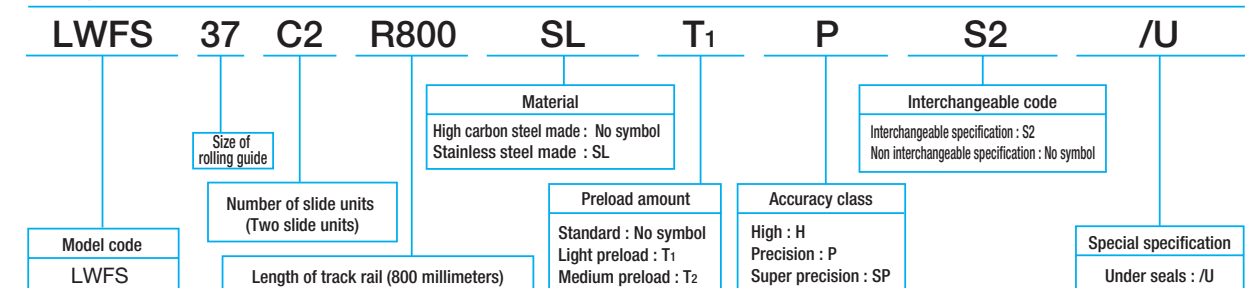 LWFS 37 C2 R800 SL T1 P S2 /U
Material
High carbon steel made : No symbol
Stainless steel made : SL
Interchangeable code
Interchangeable specification : S2
Non interchangeable specification : No symbol
Size of
rolling guide
Number of slide units
(Two slide units)
Preload amount
Standard : No symbol
Light preload : T1
Medium preload : T2
Accuracy class
High : H
Precision : P
Super precision : SP
Model code
LWFS
Length of track rail (800 millimeters)
Special specification
Under seals : /U